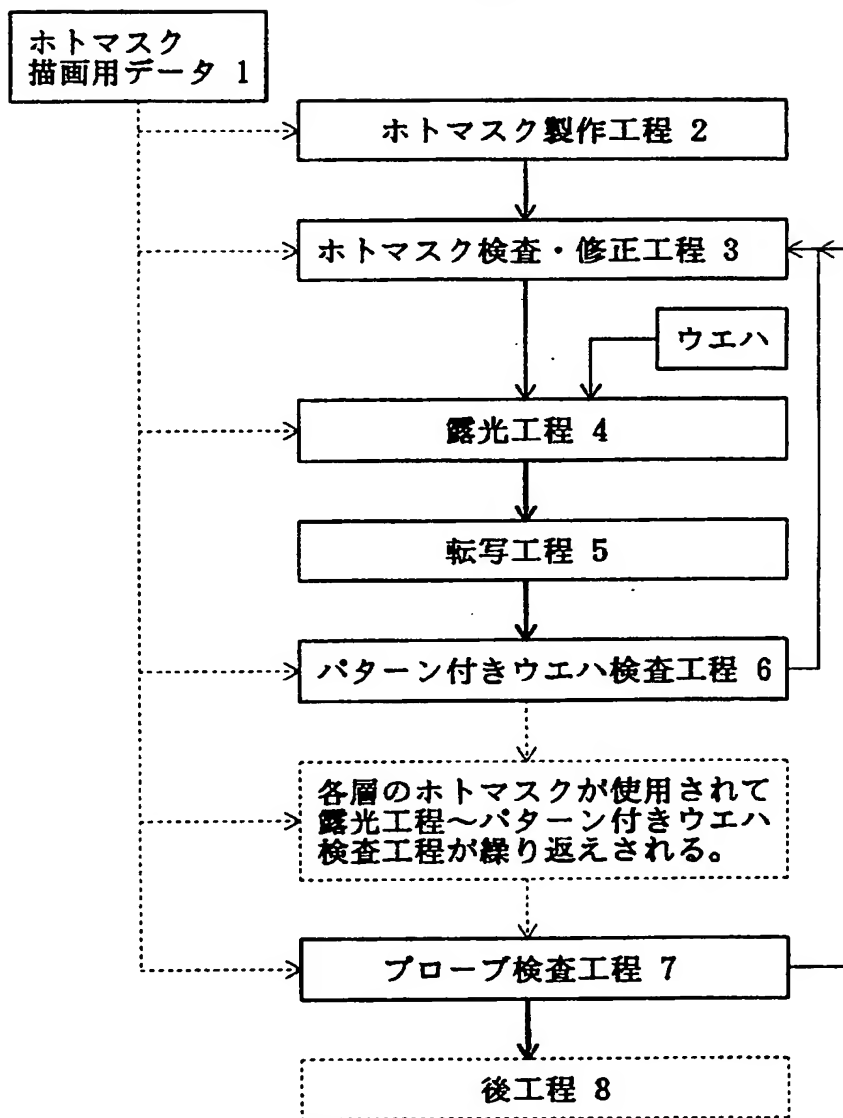 ホトマスク
描画用データ 1
ホトマスク製作工程 2
ホトマスク検査・修正工程 3
ウエハ
露光工程 4
転写工程 5
パターン付きウエハ検査工程 6
各層のホトマスクが使用されて
露光工程～パターン付きウエハ
検査工程が繰り返えされる。
プローブ検査工程 7
後工程 8